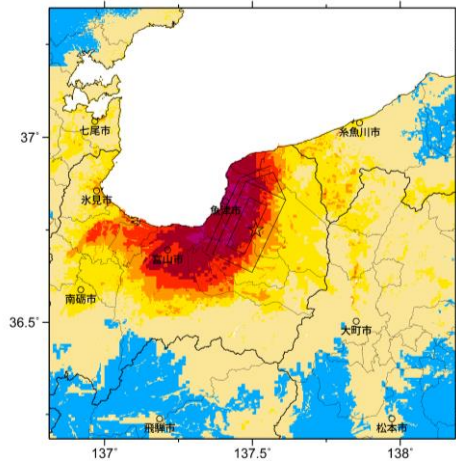 37˚
36.5˚
七尾市
糸魚川市
氷見市
魚津市
富山市
南砺市
大町市
飛騨市
松本市
137˚
137.5˚
138˚